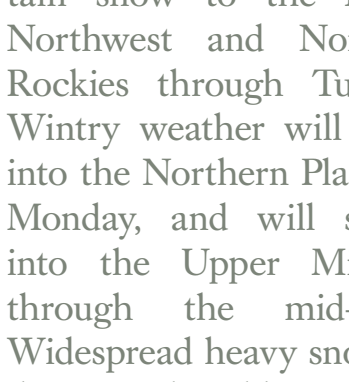 tain snow to the
Northwest and No
Rockies through Tu
Wintry weather will
into the Northern Pla
Monday, and will s
into the Upper Mi
through the mid-
Widespread heavy sno